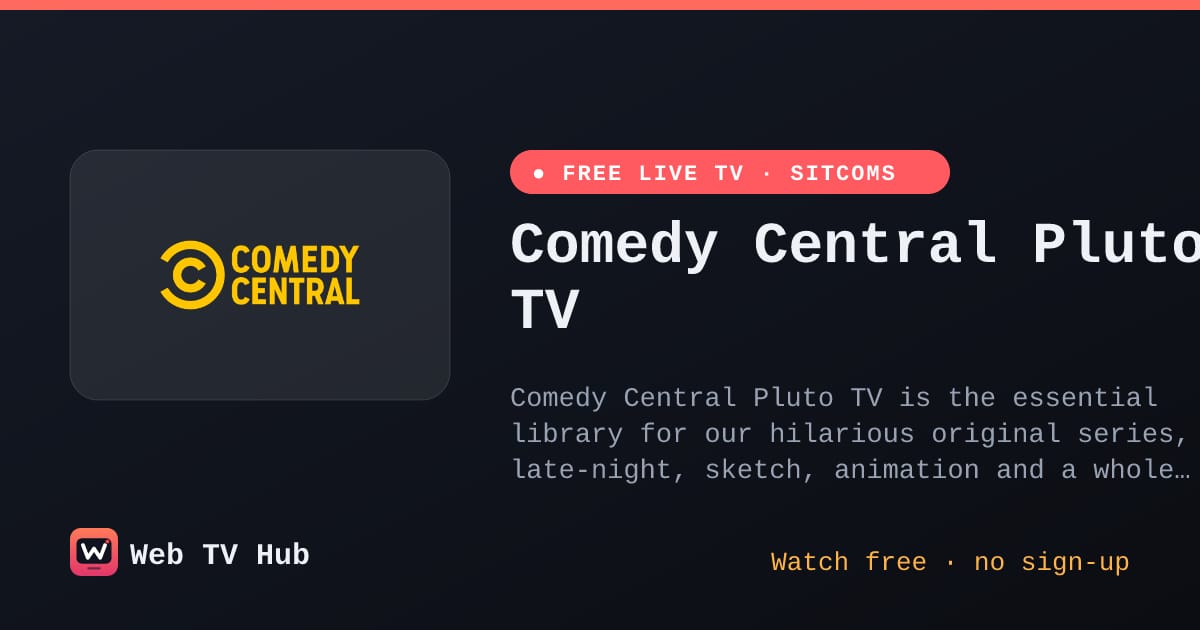 COMEDY
CENTRAL
• FREE LIVE TV · SITCOMS
Comedy Central Pluto
TV
Comedy Central Pluto TV is the essential
library for our hilarious original series,
late-night, sketch, animation and a whole…
W
Web TV Hub
Watch free · no sign-up